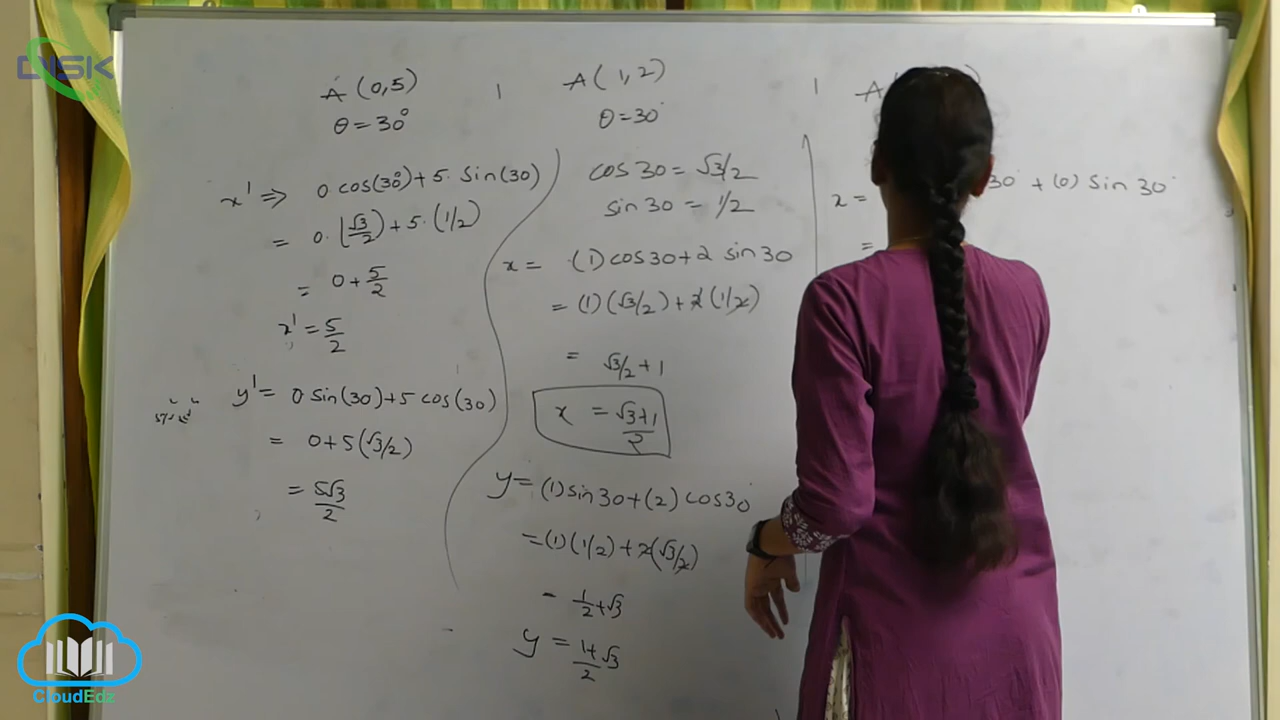 DISK
A (0,5)
θ = 30°
x' ⇒ 0 cos(30°) + 5. Sin(30)
= 0. (√3/2) + 5. (1/2)
= 0 + 5/2
x' = 5/2
y' = 0 sin(30) + 5 cos(30)
= 0 + 5 (√3/2)
= 5√3/2
A ( 1, 2 )
θ = 30°
cos 30 = √3/2
sin 30 = 1/2
x = (1) cos 30 + 2 sin 30
= (1) (√3/2) + 2 (1/2)
= √3/2 + 1
x = √3+1/2
y = (1) sin 30 + (2) cos 30°
= (1) (1/2) + 2 (√3/2)
= 1/2 + √3
y = 1+/2 √3
A
x = 30° + (0) Sin 30°
=
CloudEdz